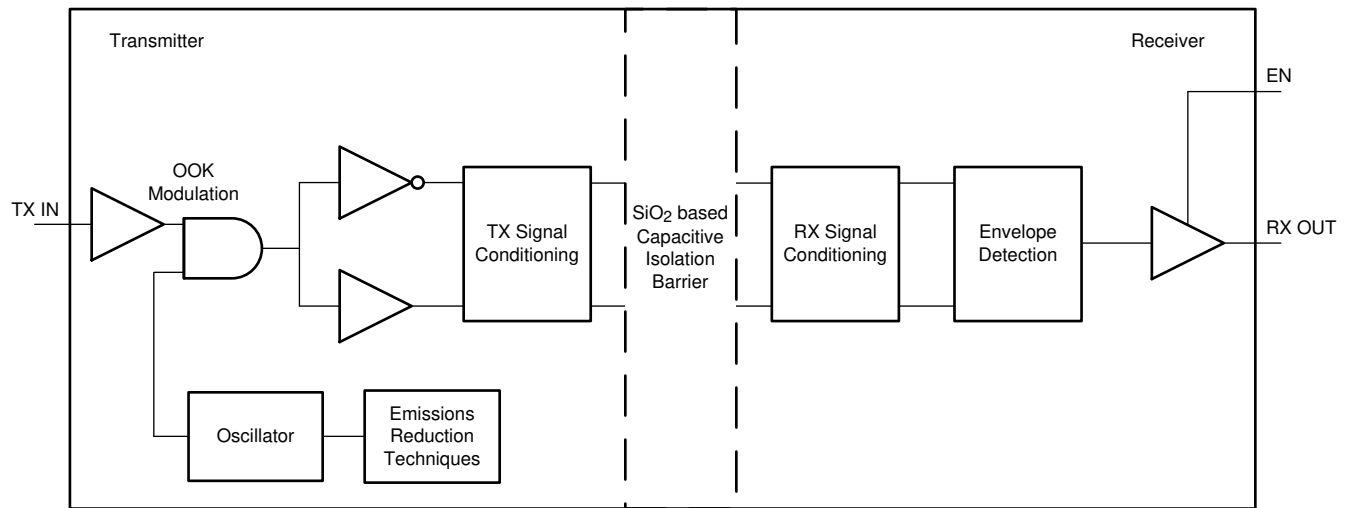 Transmitter
Receiver
EN
OOK
Modulation
TX IN
TX Signal
Conditioning
SiO2 based
Capacitive
Isolation
Barrier
RX Signal
Conditioning
Envelope
Detection
RX OUT
Oscillator
Emissions
Reduction
Techniques